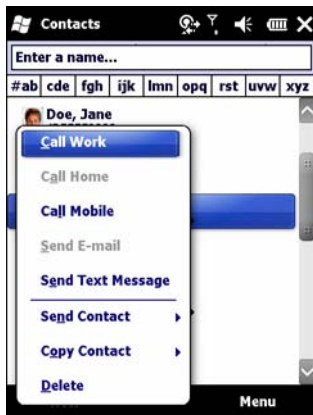 Contacts
Enter a name...
#ab cde fgh ijk lmn opq rst uvw xyz
Doe, Jane
Call Work
Call Home
Call Mobile
Send E-mail
Send Text Message
Send Contact
Copy Contact
Delete
Menu